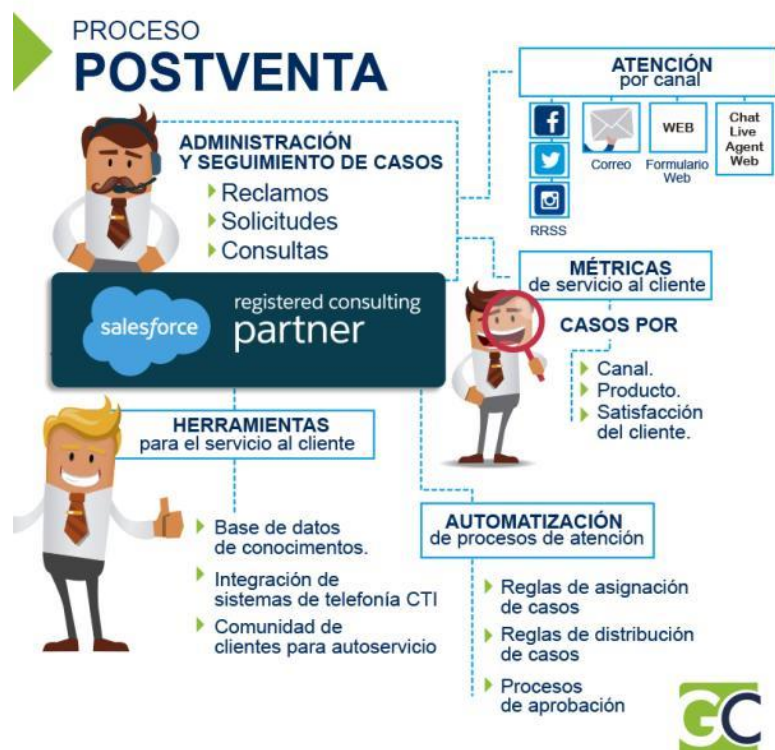 PROCESO
POSTVENTA
ADMINISTRACIÓN
Y SEGUIMIENTO DE CASOS
Reclamos
Solicitudes
Consultas
ATENCIÓN
por canal
RRSS
Correo
WEB
Formulario
Web
Chat
Live
Agent
Web
salesforce
registered consulting
partner
MÉTRICAS
de servicio al cliente
CASOS POR
Canal.
Producto.
Satisfacción
del cliente.
HERRAMIENTAS
para el servicio al cliente
Base de datos
de conocimientos.
Integración de
sistemas de telefonía CTI
Comunidad de
clientes para autoservicio
AUTOMATIZACIÓN
de procesos de atención
Reglas de asignación
de casos
Reglas de distribución
de casos
Procesos
de aprobación
GC